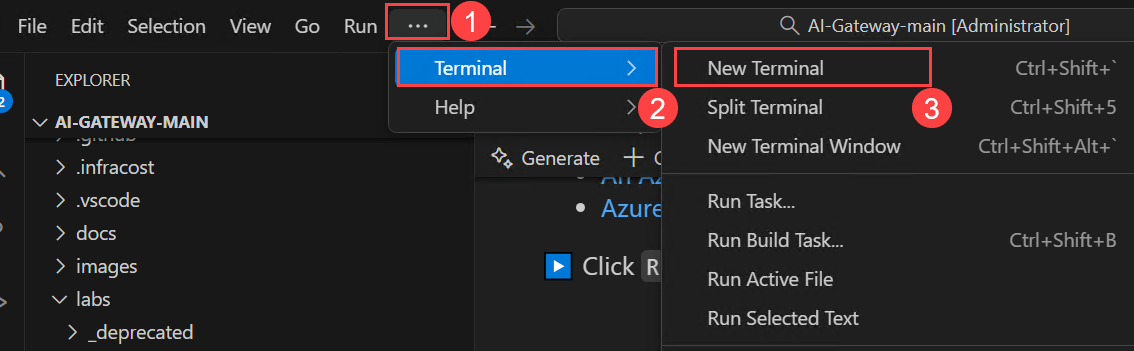 File Edit Selection View Go Run ... 1 AI-Gateway-main [Administrator]
EXPLORER
AI-GATEWAY-MAIN
.github
.infracost
.vscode
docs
images
labs
_deprecated
2
Terminal
Help
2
New Terminal Ctrl+Shift+`
Split Terminal 3 Ctrl+Shift+5
New Terminal Window Ctrl+Shift+Alt+`
Run Task...
Run Build Task... Ctrl+Shift+B
Run Active File
Run Selected Text
Generate
An Az
Azure
Click R